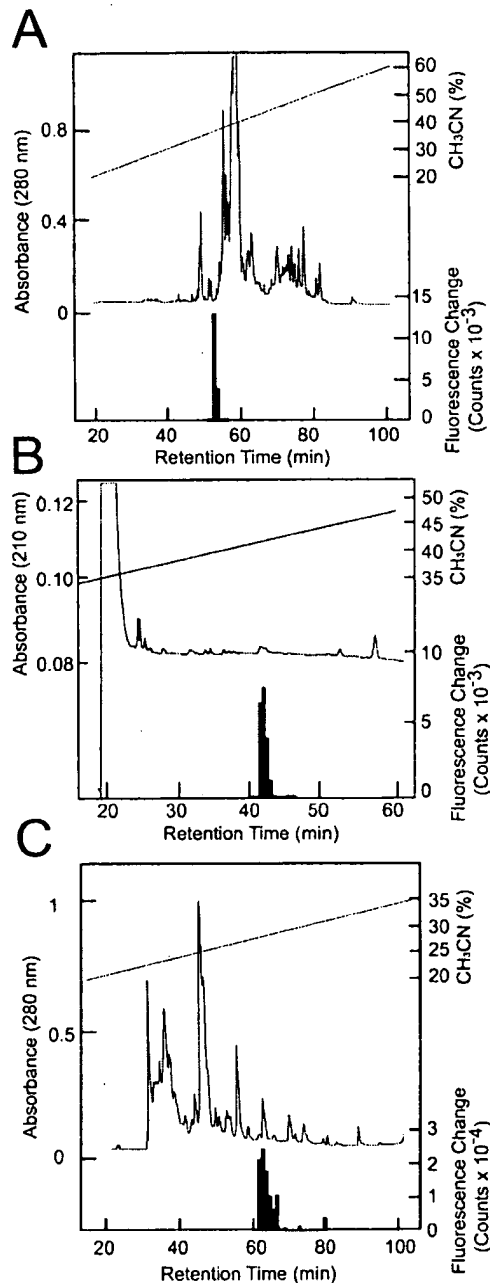 A
Absorbance (280 nm)
0.8
0.4
0
60
50
40
30
20
CH₃CN (%)
15
10
5
0
Fluorescence Change
(Counts x 10⁻³)
20
40
60
80
100
Retention Time (min)
B
Absorbance (210 nm)
0.12
0.10
0.08
50
45
40
35
CH₃CN (%)
10
5
0
Fluorescence Change
(Counts x 10⁻³)
20
30
40
50
60
Retention Time (min)
C
Absorbance (280 nm)
1
0.5
0
35
30
25
20
CH₃CN (%)
3
2
1
0
Fluorescence Change
(Counts x 10⁻⁴)
20
40
60
80
100
Retention Time (min)